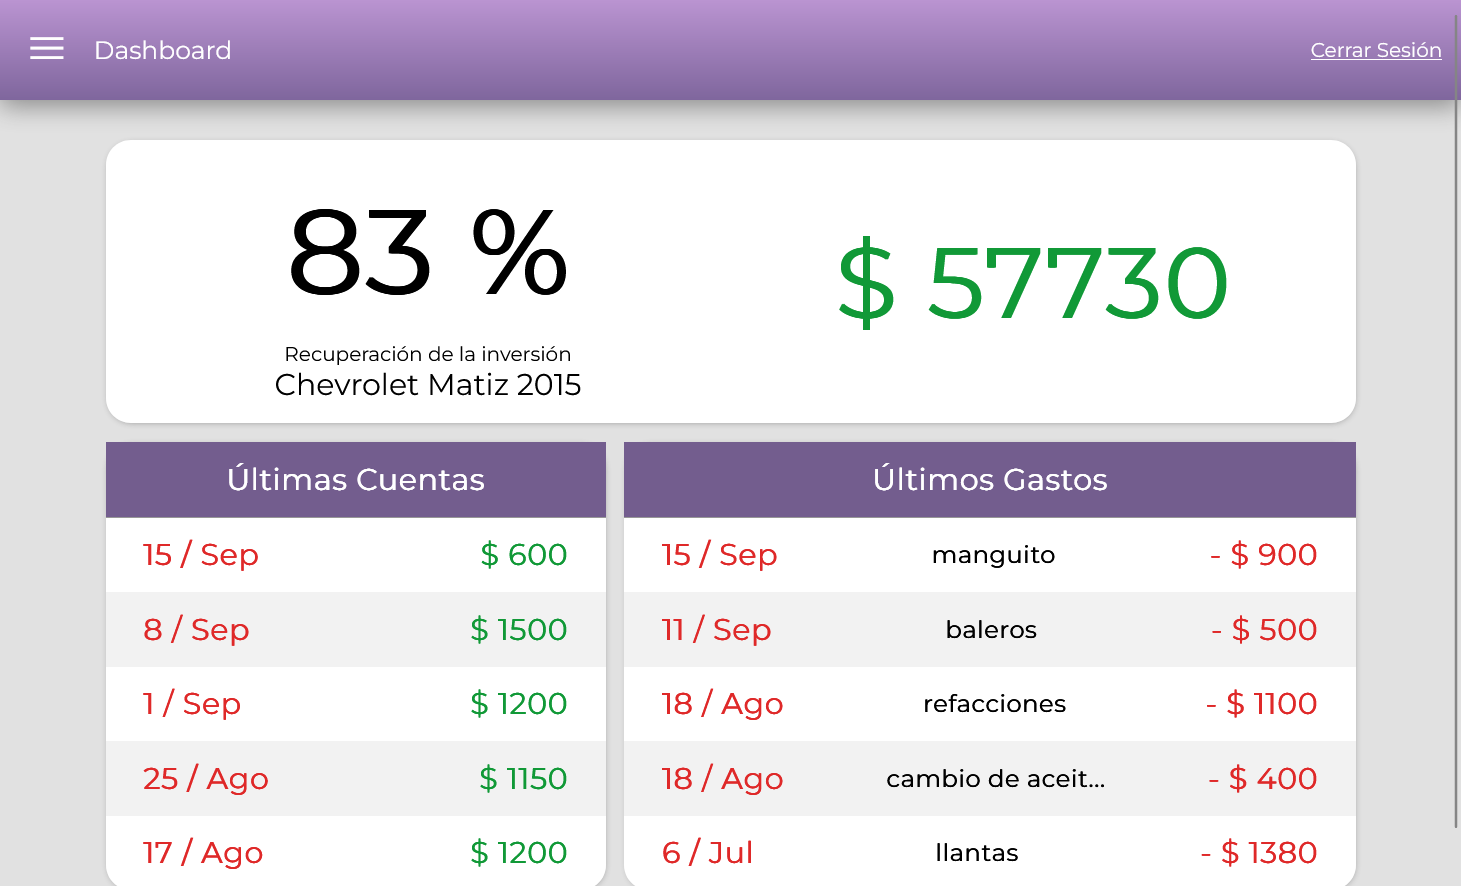 Dashboard
Cerrar Sesión
83 %
Recuperación de la inversión
Chevrolet Matiz 2015
$ 57730
Últimas Cuentas
15 / Sep $ 600
8 / Sep $ 1500
1 / Sep $ 1200
25 / Ago $ 1150
17 / Ago $ 1200
Últimos Gastos
15 / Sep manguito - $ 900
11 / Sep baleros - $ 500
18 / Ago refacciones - $ 1100
18 / Ago cambio de aceit... - $ 400
6 / Jul llantas - $ 1380